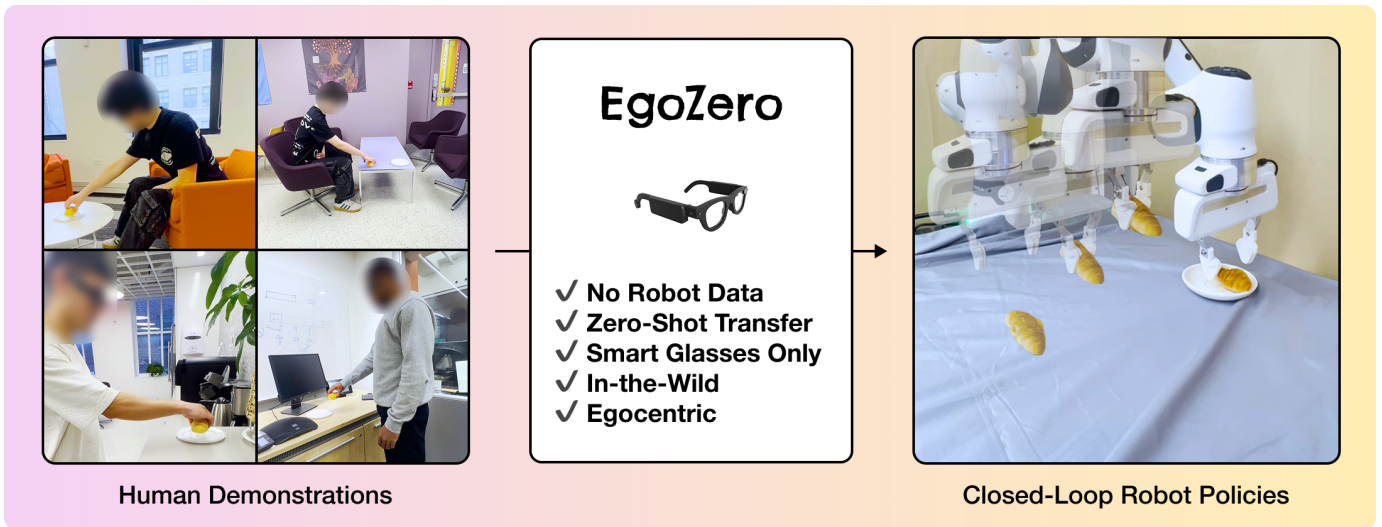 EgoZero
No Robot Data
Zero-Shot Transfer
Smart Glasses Only
In-the-Wild
Egocentric
Human Demonstrations
Closed-Loop Robot Policies